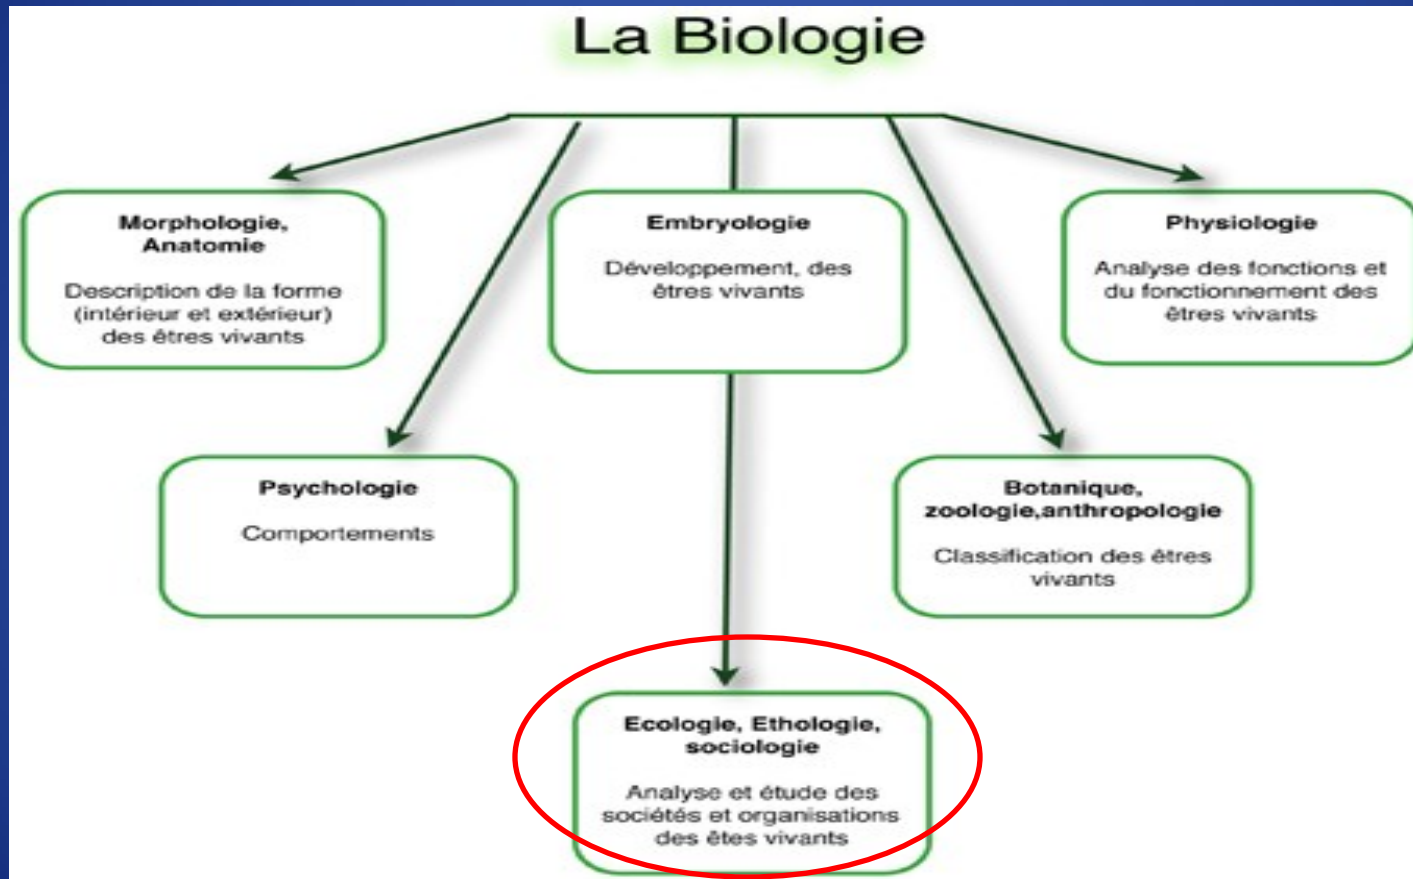 La Biologie
Morphologie,
Anatomie
Description de la forme
(intérieur et extérieur)
des êtres vivants
Embryologie
Développement, des
êtres vivants
Physiologie
Analyse des fonctions et
du fonctionnement des
êtres vivants
Psychologie
Comportements
Botanique,
zoologie,anthropologie
Classification des êtres
vivants
Ecologie, Ethologie,
sociologie
Analyse et étude des
sociétés et organisations
des êtes vivants